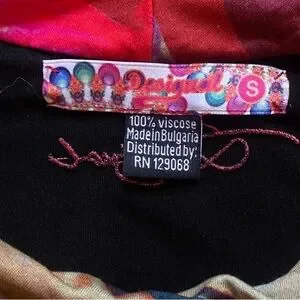 Desigual
S
100% viscose
MadeinBulgaria
Distributed by:
RN 129068